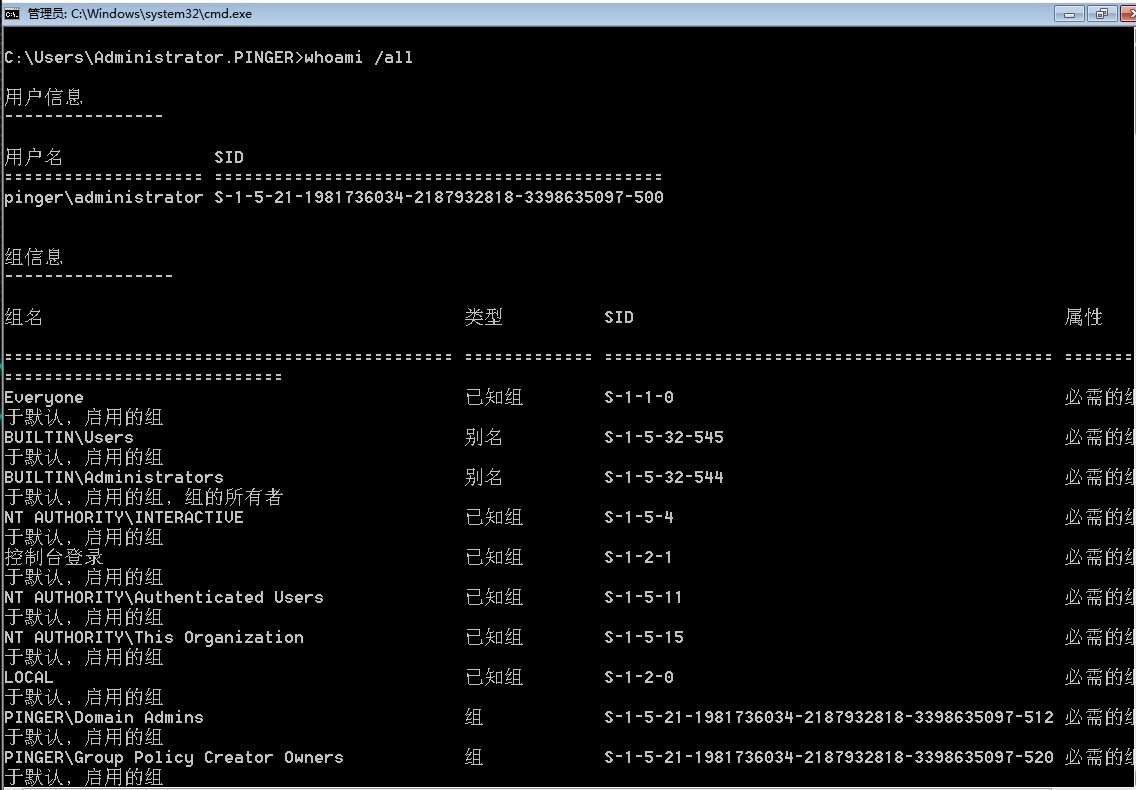 管理员: C:\Windows\system32\cmd.exe
C:\Users\Administrator.PINGER>whoami /all
用户信息
----------------
用户名 SID
==================== =============================================
pinger\administrator S-1-5-21-1981736034-2187932818-3398635097-500
组信息
-----------------
组名 类型 SID 属性
============================================= ============= ============================================= =======
============================
Everyone 已知组 S-1-1-0 必需的组
于默认, 启用的组
BUILTIN\Users 别名 S-1-5-32-545 必需的组
于默认, 启用的组
BUILTIN\Administrators 别名 S-1-5-32-544 必需的组
于默认, 启用的组, 组的所有者
NT AUTHORITY\INTERACTIVE 已知组 S-1-5-4 必需的组
于默认, 启用的组
控制台登录 已知组 S-1-2-1 必需的组
于默认, 启用的组
NT AUTHORITY\Authenticated Users 已知组 S-1-5-11 必需的组
于默认, 启用的组
NT AUTHORITY\This Organization 已知组 S-1-5-15 必需的组
于默认, 启用的组
LOCAL 已知组 S-1-2-0 必需的组
于默认, 启用的组
PINGER\Domain Admins 组 S-1-5-21-1981736034-2187932818-3398635097-512 必需的组
于默认, 启用的组
PINGER\Group Policy Creator Owners 组 S-1-5-21-1981736034-2187932818-3398635097-520 必需的组
于默认, 启用的组